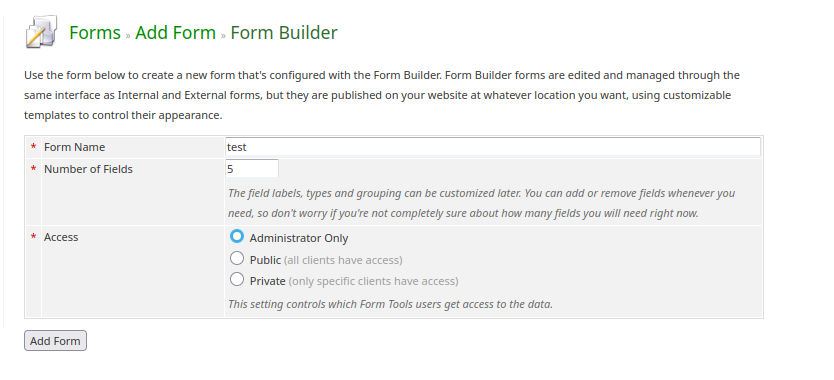 Forms » Add Form » Form Builder
Use the form below to create a new form that's configured with the Form Builder. Form Builder forms are edited and managed through the
same interface as Internal and External forms, but they are published on your website at whatever location you want, using customizable
templates to control their appearance.
* Form Name test
* Number of Fields 5
The field labels, types and grouping can be customized later. You can add or remove fields whenever you
need, so don't worry if you're not completely sure about how many fields you will need right now.
* Access Administrator Only
Public (all clients have access)
Private (only specific clients have access)
This setting controls which Form Tools users get access to the data.
Add Form